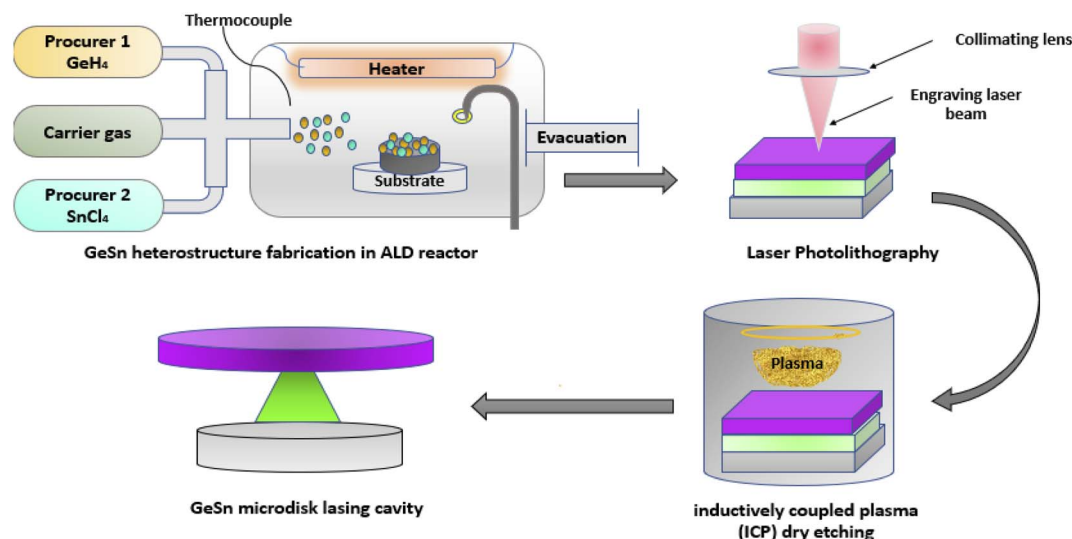 Thermocouple
Procurer 1
GeH₄
Heater
Carrier gas
Evacuation
Procurer 2
SnCl₄
Substrate
GeSn heterostructure fabrication in ALD reactor
Collimating lens
Engraving laser
beam
Laser Photolithography
Plasma
inductively coupled plasma
(ICP) dry etching
GeSn microdisk lasing cavity